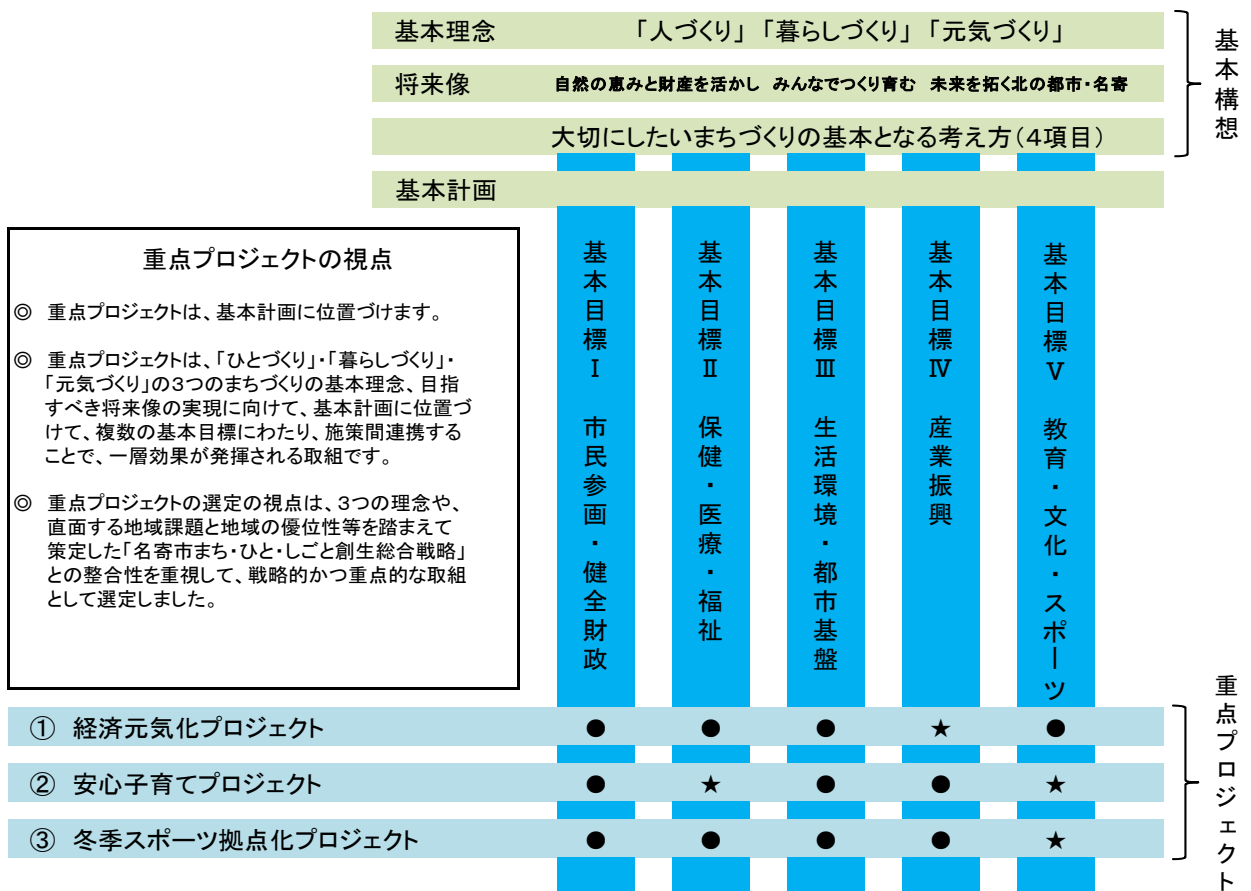 基本理念 「人づくり」「暮らしづくり」「元気づくり」
将来像 自然の恵みと財産を活かし みんなでつくり育む 未来を拓く北の都市・名寄
大切にしたいまちづくりの基本となる考え方(4項目)
基本構想
基本計画
重点プロジェクトの視点
◎ 重点プロジェクトは、基本計画に位置づけます。
◎ 重点プロジェクトは、「ひとづくり」・「暮らしづくり」・
「元気づくり」の3つのまちづくりの基本理念、目指
すべき将来像の実現に向けて、基本計画に位置づ
けて、複数の基本目標にわたり、施策間連携する
ことで、一層効果が発揮される取組です。
◎ 重点プロジェクトの選定の視点は、3つの理念や、
直面する地域課題と地域の優位性等を踏まえて
策定した「名寄市まち・ひと・しごと創生総合戦略」
との整合性を重視して、戦略的かつ重点的な取組
として選定しました。
基本目標Ⅰ 市民参画・健全財政
基本目標Ⅱ 保健・医療・福祉
基本目標Ⅲ 生活環境・都市基盤
基本目標Ⅳ 産業振興
基本目標Ⅴ 教育・文化・スポーツ
① 経済元気化プロジェクト ● ● ● ★ ●
② 安心子育てプロジェクト ● ★ ● ● ★
③ 冬季スポーツ拠点化プロジェクト ● ● ● ● ★
重点プロジェクト